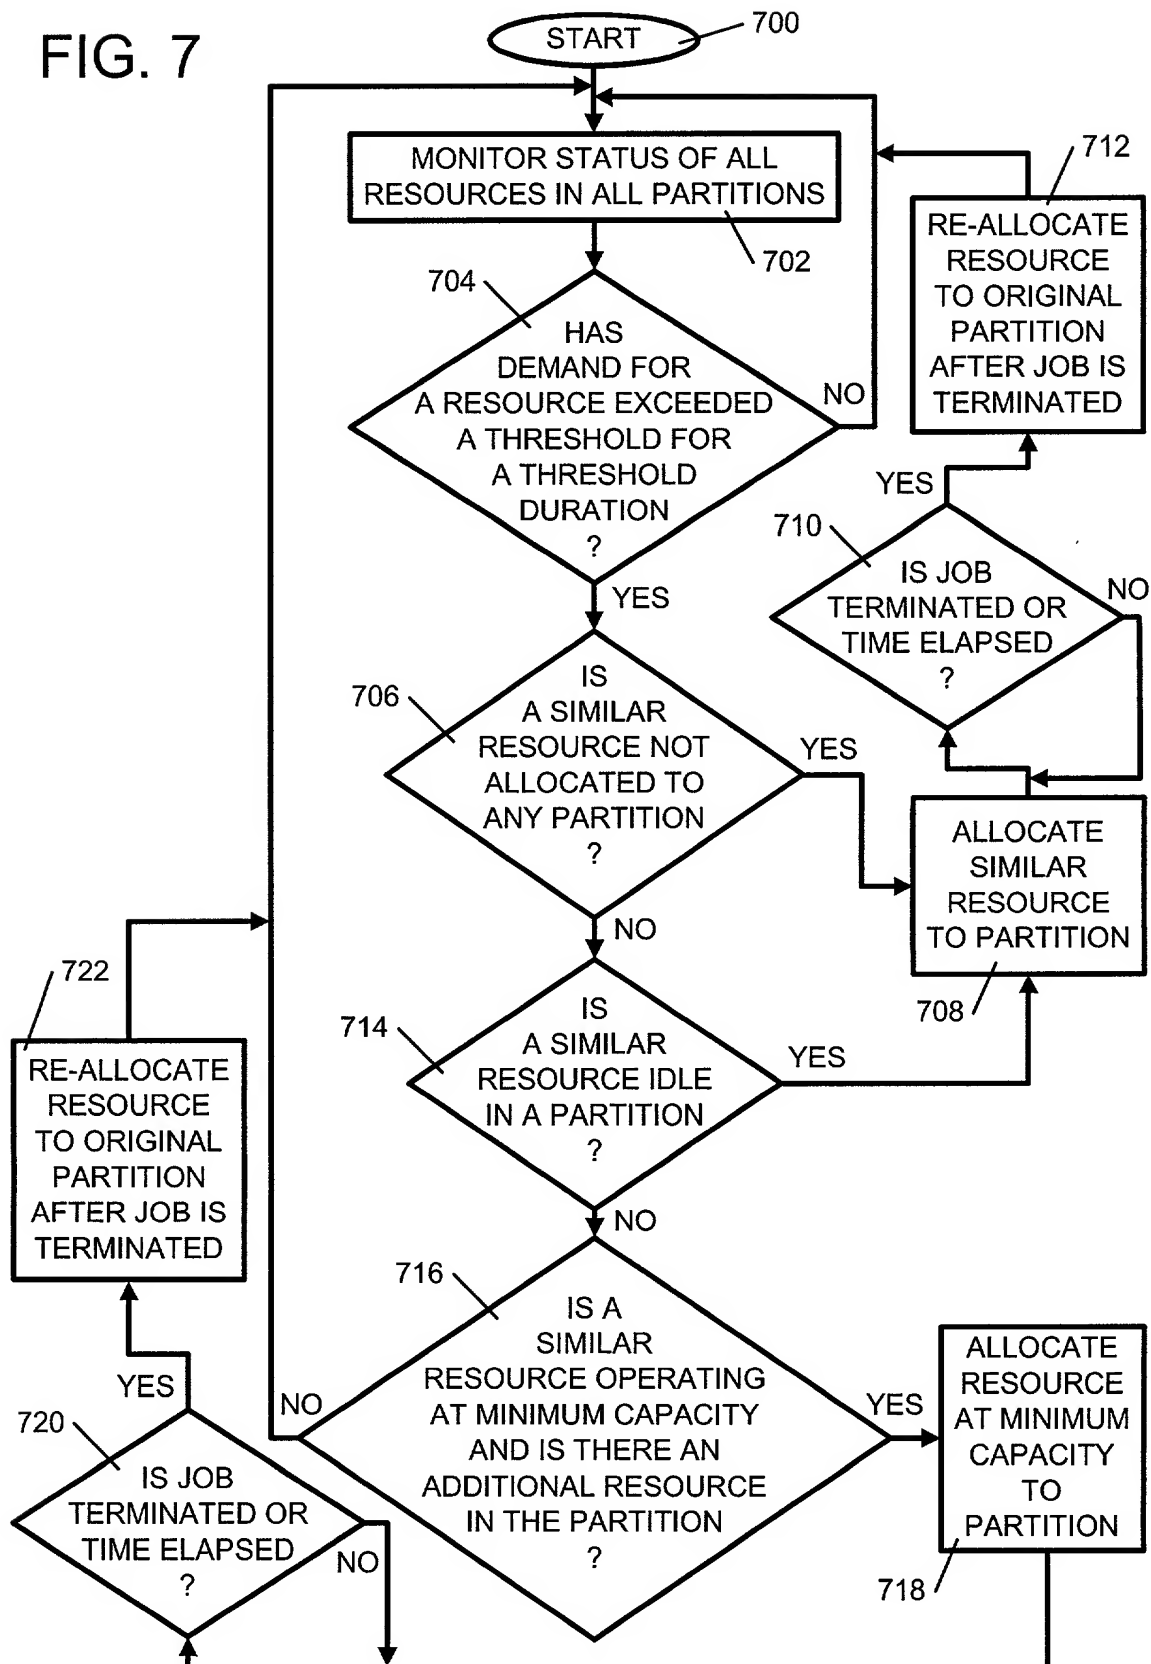 FIG. 7
START
700
MONITOR STATUS OF ALL
RESOURCES IN ALL PARTITIONS
702
704
HAS
DEMAND FOR
A RESOURCE EXCEEDED
A THRESHOLD FOR
A THRESHOLD
DURATION
?
NO
YES
712
RE-ALLOCATE
RESOURCE
TO ORIGINAL
PARTITION
AFTER JOB IS
TERMINATED
YES
710
IS JOB
TERMINATED OR
TIME ELAPSED
?
NO
706
IS
A SIMILAR
RESOURCE NOT
ALLOCATED TO
ANY PARTITION
?
YES
NO
ALLOCATE
SIMILAR
RESOURCE
TO PARTITION
708
714
IS
A SIMILAR
RESOURCE IDLE
IN A PARTITION
?
YES
NO
722
RE-ALLOCATE
RESOURCE
TO ORIGINAL
PARTITION
AFTER JOB IS
TERMINATED
YES
720
IS JOB
TERMINATED OR
TIME ELAPSED
?
NO
716
IS A
SIMILAR
RESOURCE OPERATING
AT MINIMUM CAPACITY
AND IS THERE AN
ADDITIONAL RESOURCE
IN THE PARTITION
?
NO
YES
ALLOCATE
RESOURCE
AT MINIMUM
CAPACITY
TO
PARTITION
718